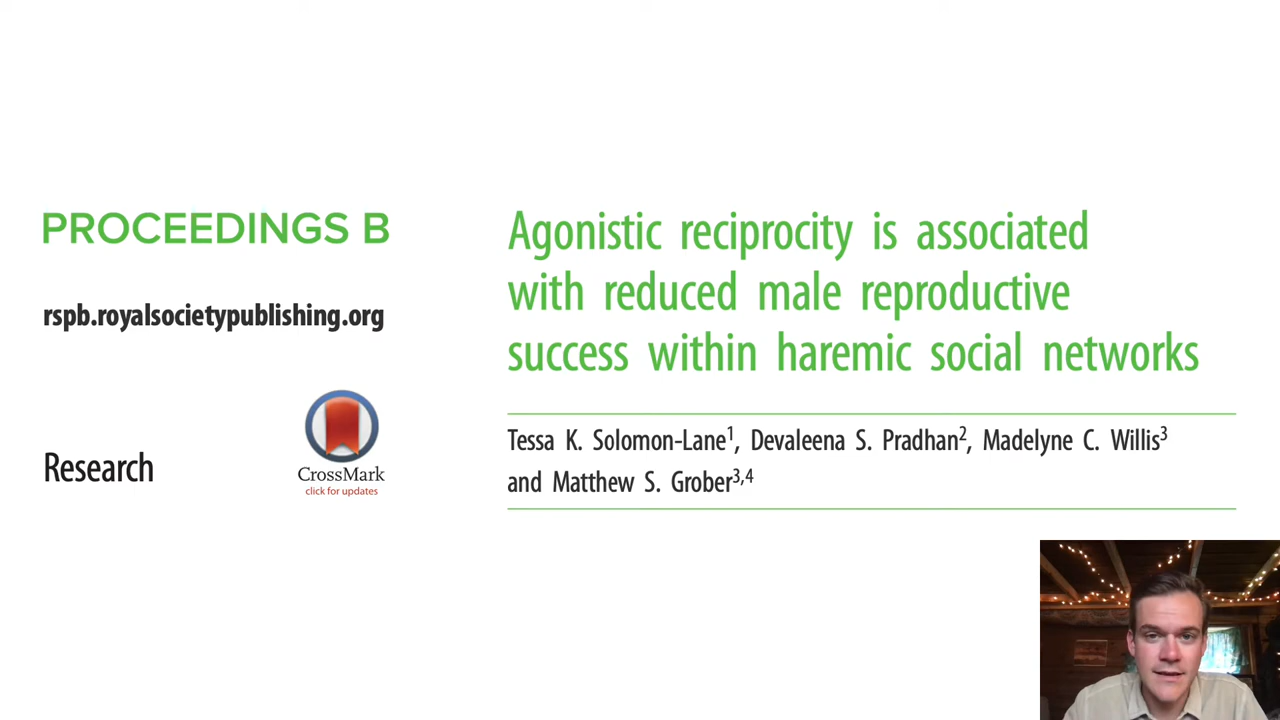 PROCEEDINGS B
rspb.royalsocietypublishing.org
Research
CrossMark
click for updates
Agonistic reciprocity is associated
with reduced male reproductive
success within haremic social networks
Tessa K. Solomon-Lane1, Devaleena S. Pradhan2, Madelyne C. Willis3
and Matthew S. Grober3,4